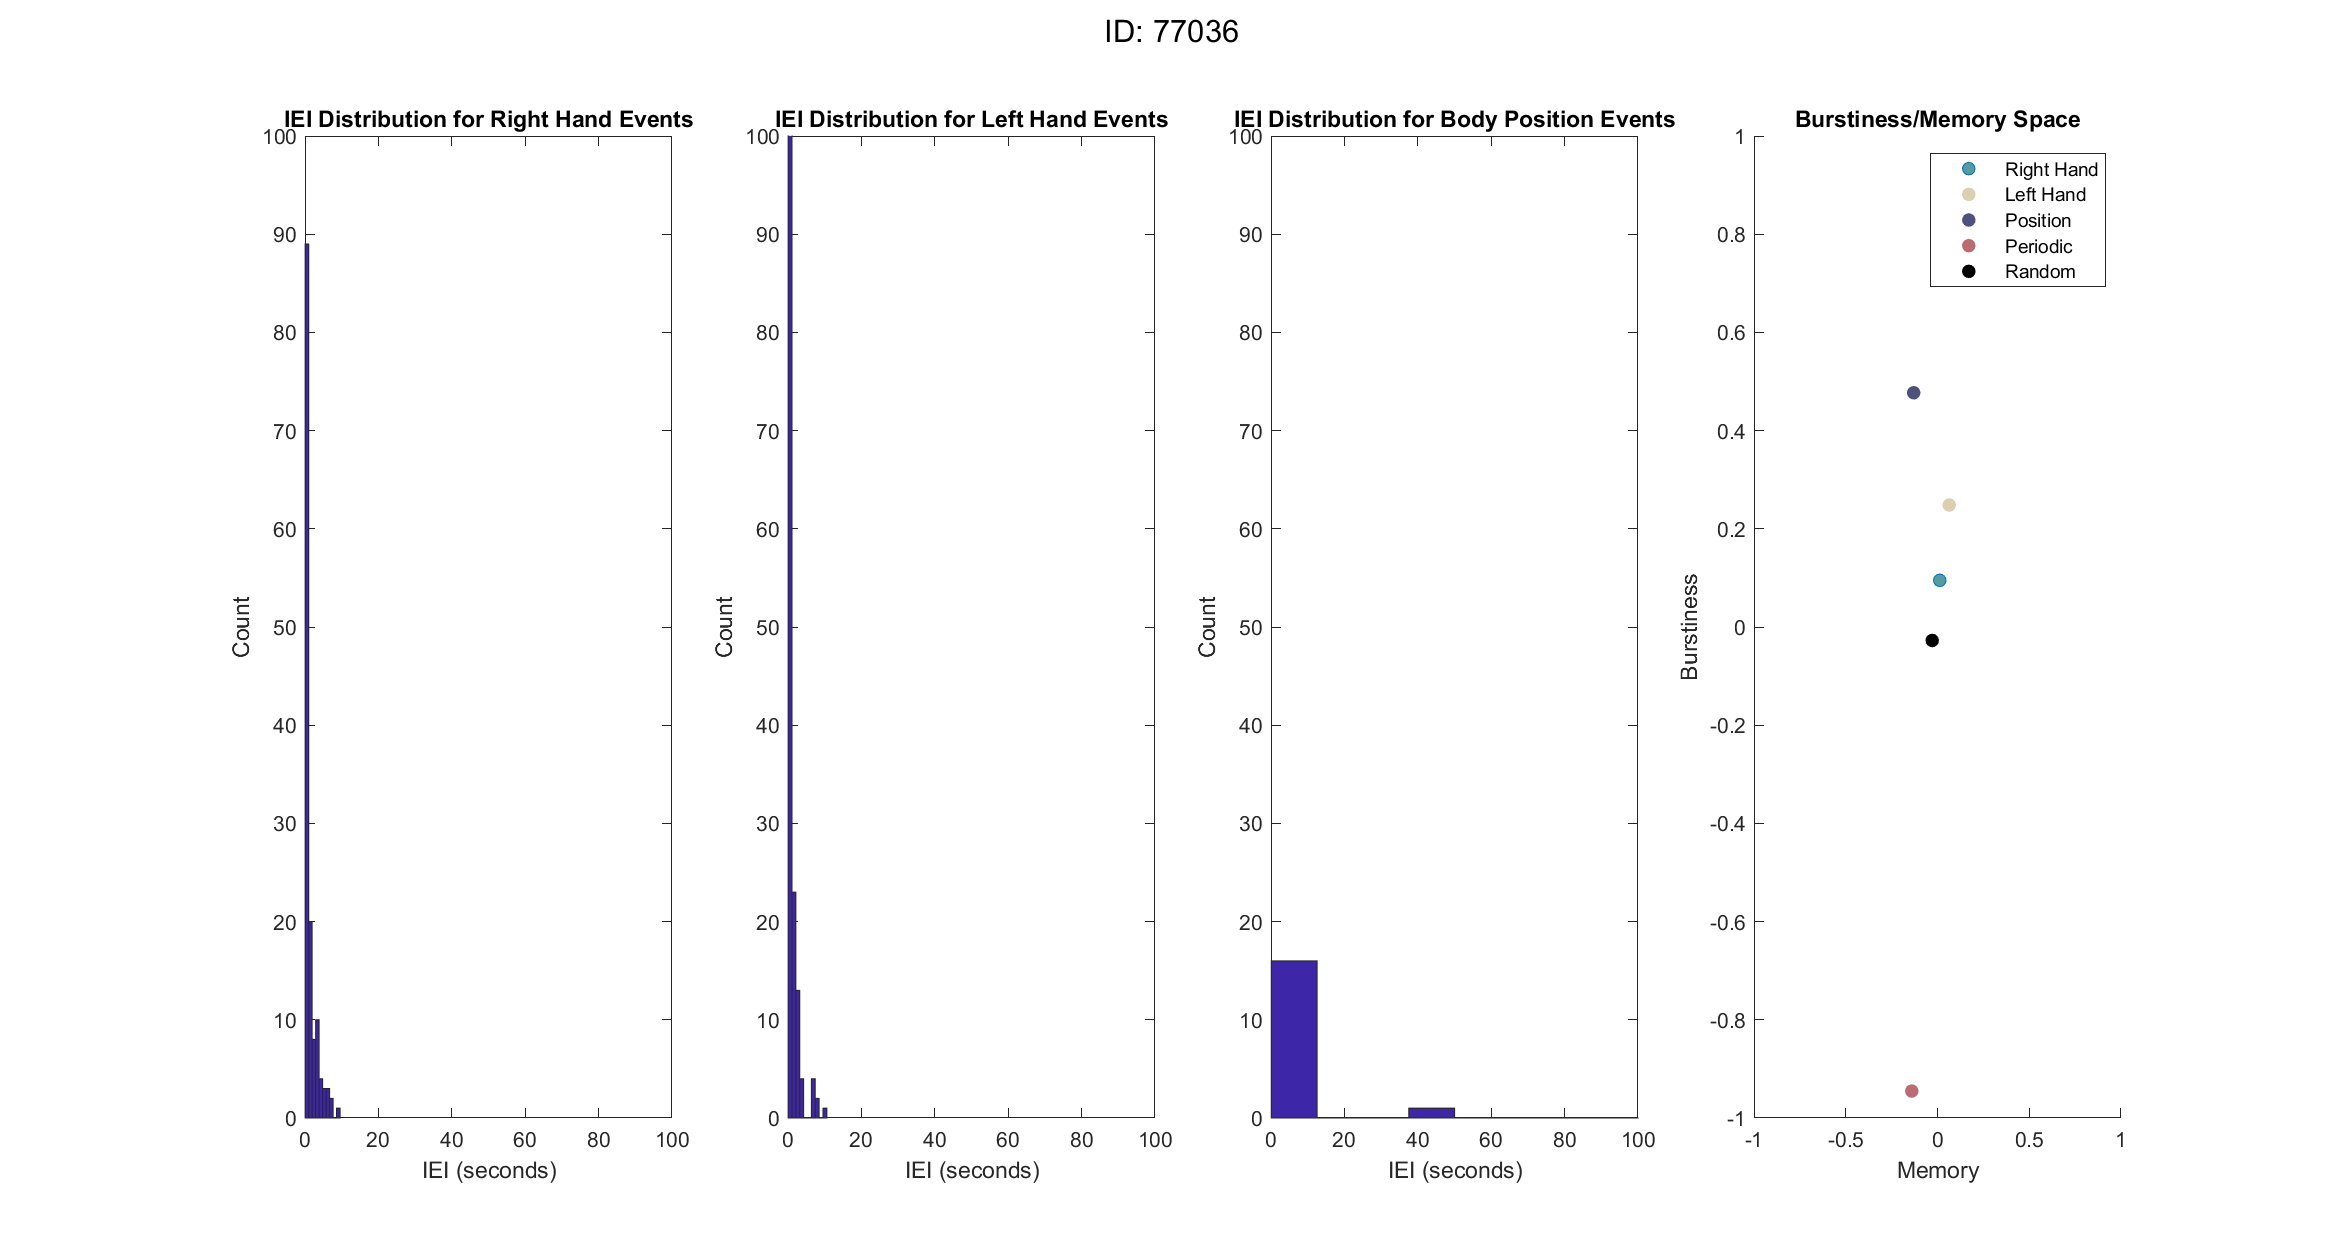 ID: 77036
IEI Distribution for Right Hand Events
100
90
80
70
60
50
40
30
20
10
0
Count
0 20 40 60 80 100
IEI (seconds)
IEI Distribution for Left Hand Events
100
90
80
70
60
50
40
30
20
10
0
Count
0 20 40 60 80 100
IEI (seconds)
IEI Distribution for Body Position Events
100
90
80
70
60
50
40
30
20
10
0
Count
0 20 40 60 80 100
IEI (seconds)
Burstiness/Memory Space
1
0.8
0.6
0.4
0.2
0
-0.2
-0.4
-0.6
-0.8
-1
Burstiness
-1 -0.5 0 0.5 1
Memory
Right Hand
Left Hand
Position
Periodic
Random